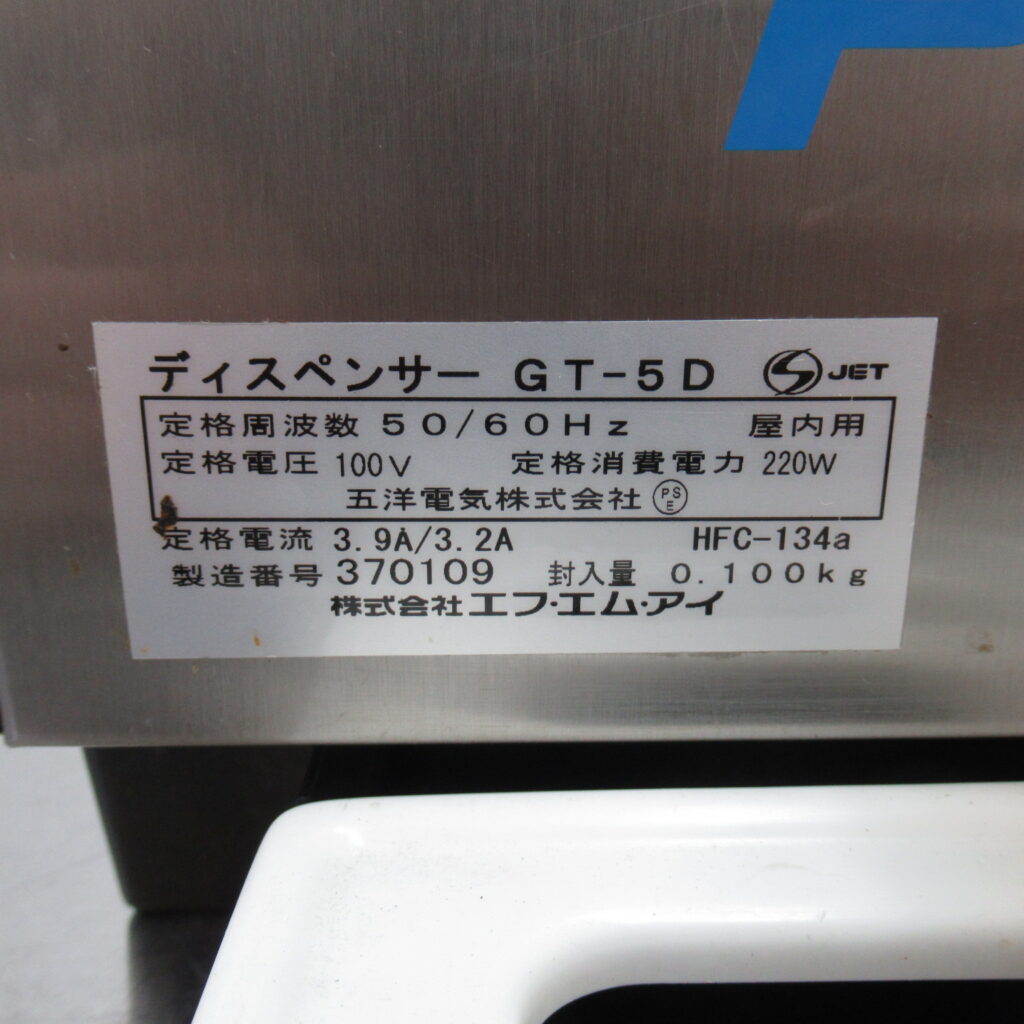 ディスペンサー GT-5D JET
定格周波数 50/60Hz 屋内用
定格電圧 100V 定格消費電力 220W
五洋電気株式会社 PSE
定格電流 3.9A/3.2A HFC-134a
製造番号 370109 封入量 0.100kg
株式会社エフ・エム・アイ